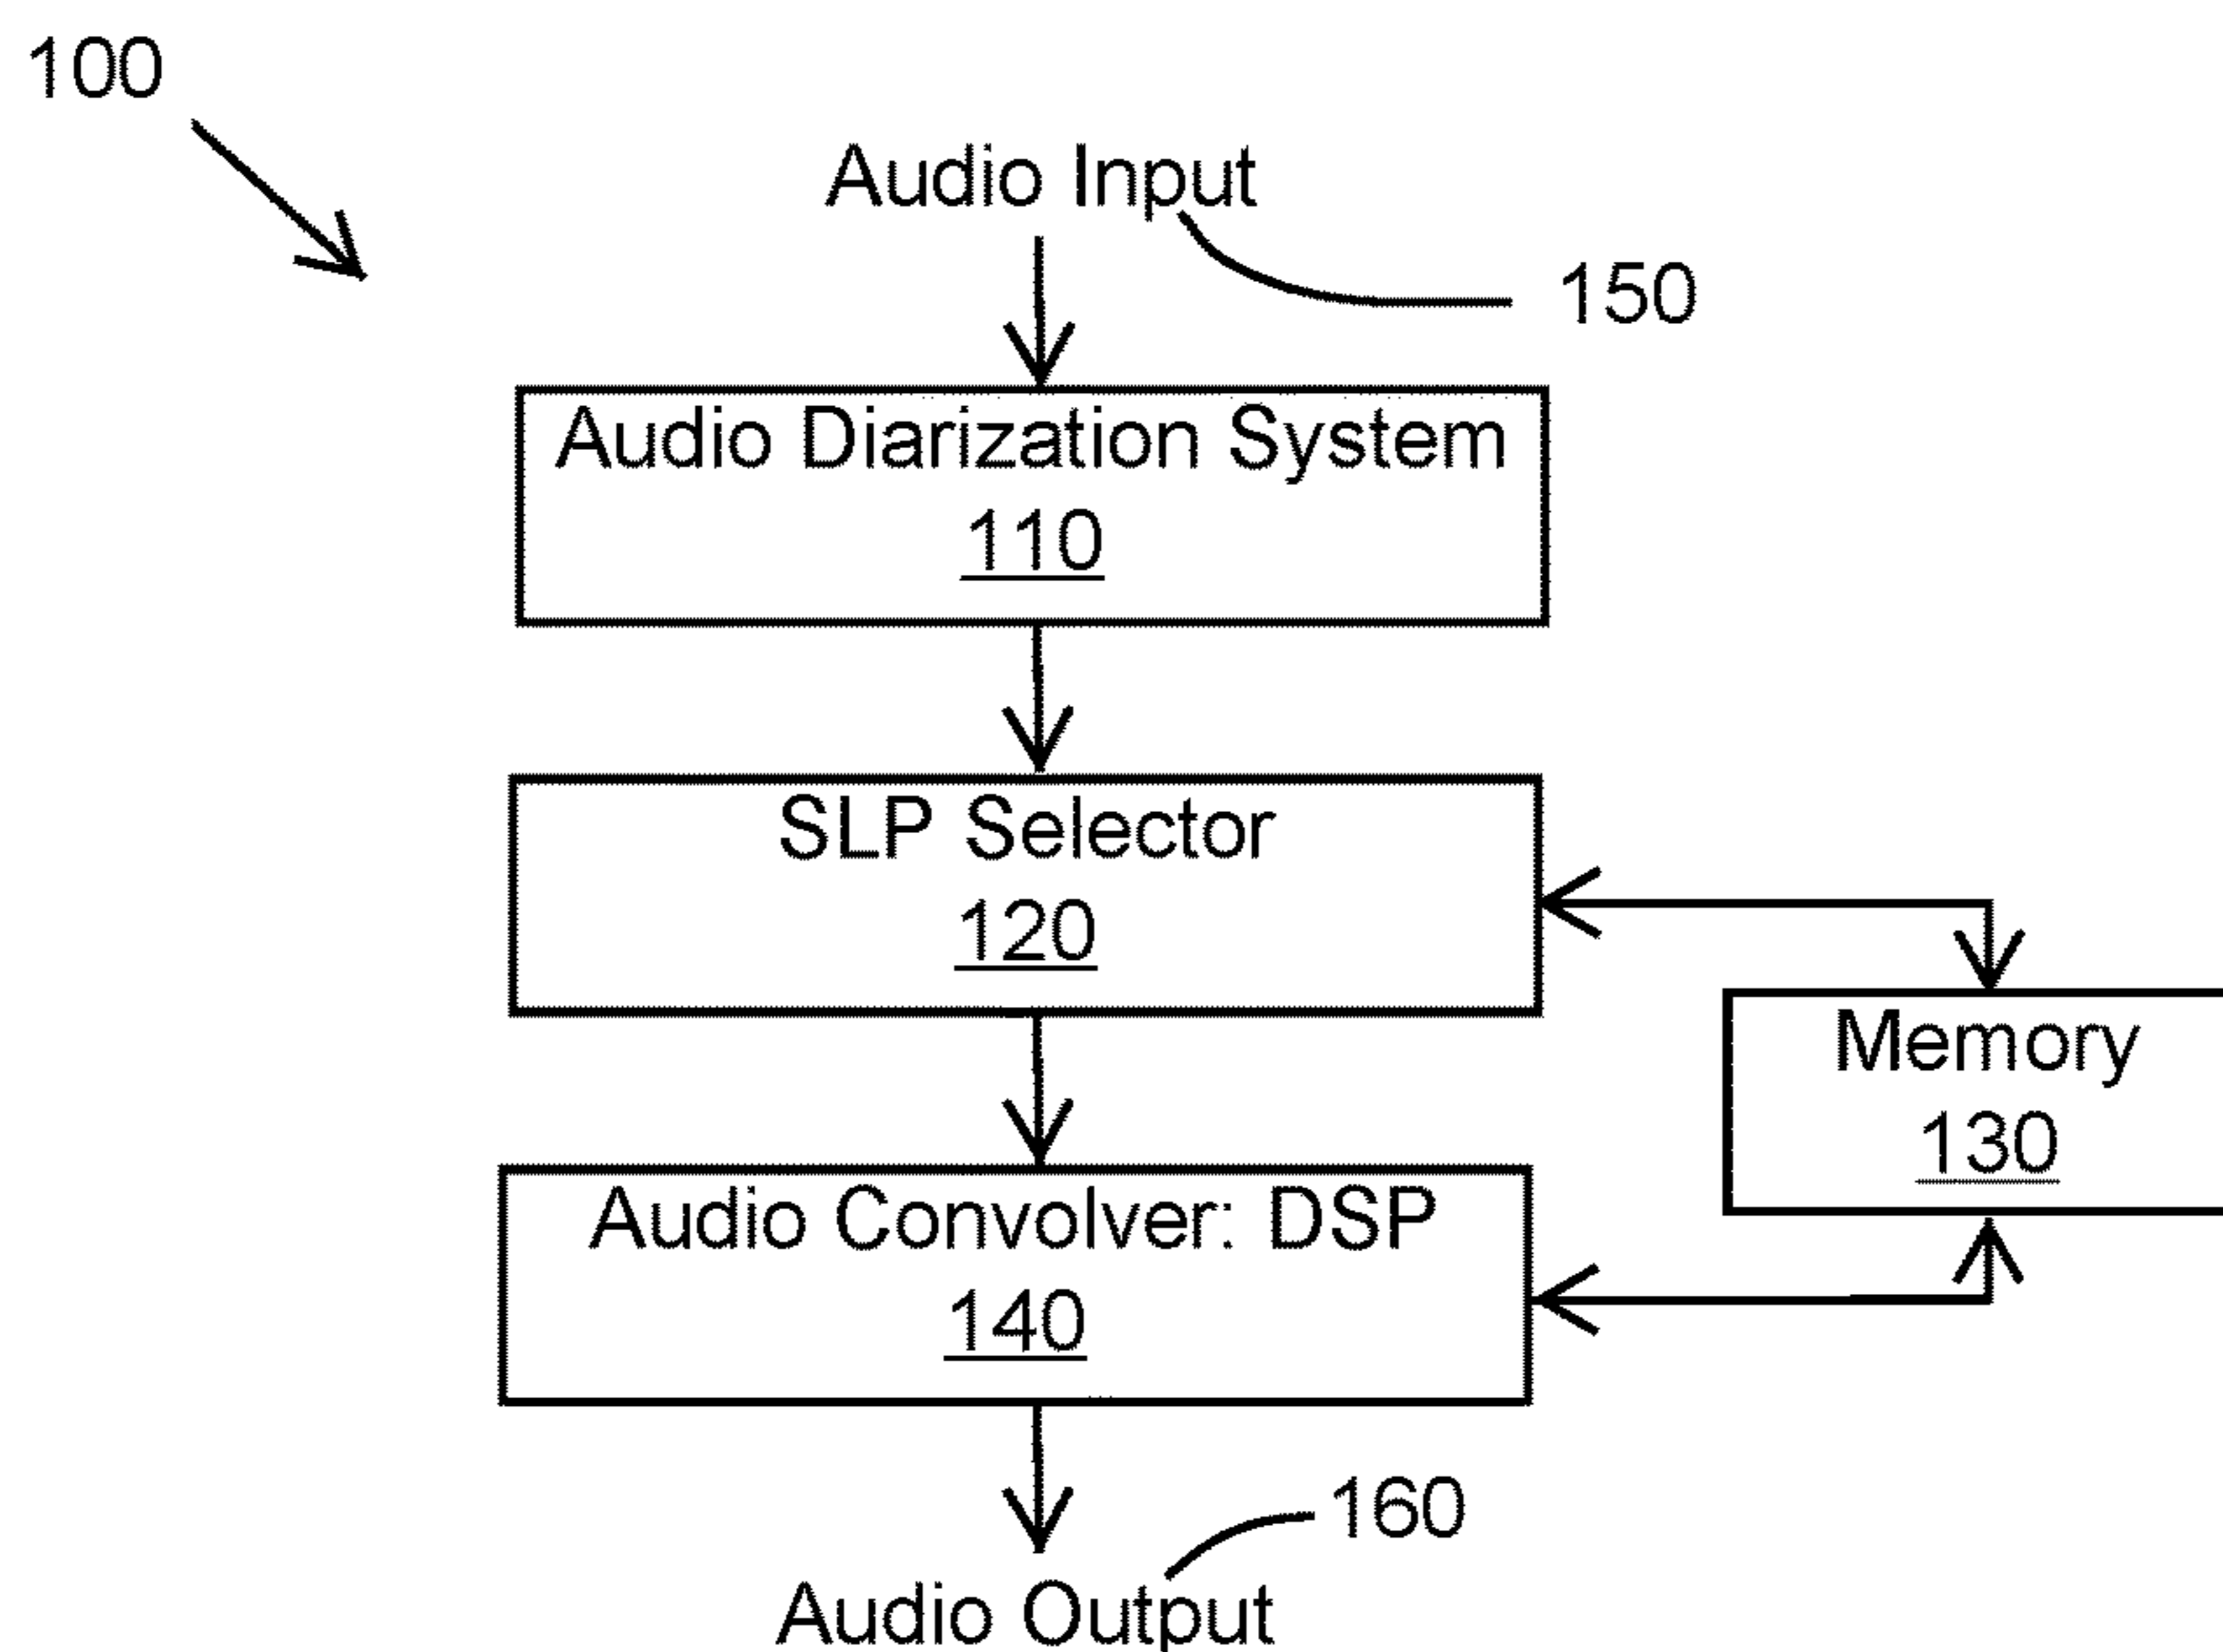 100
Audio Input
150
Audio Diarization System
110
SLP Selector
120
Memory
130
Audio Convolver: DSP
140
160
Audio Output